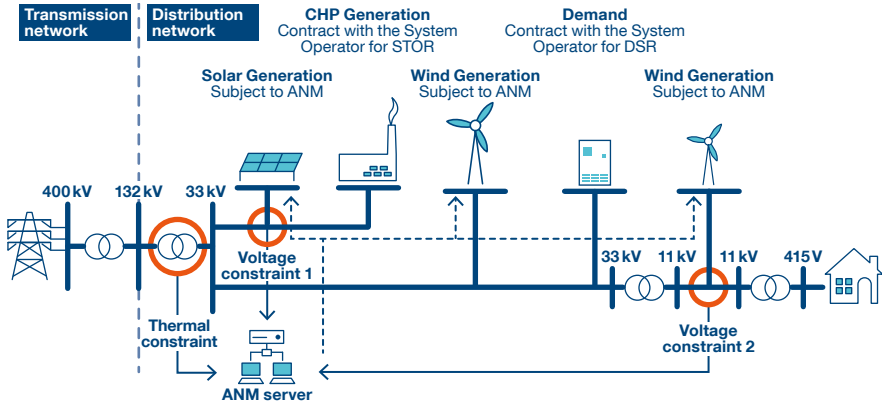 Transmission
network
Distribution
network
CHP Generation
Contract with the System
Operator for STOR
Demand
Contract with the System
Operator for DSR
Solar Generation
Subject to ANM
Wind Generation
Subject to ANM
Wind Generation
Subject to ANM
400 kV
132 kV
33 kV
Voltage
constraint 1
33 kV
11 kV
11 kV
415 V
Thermal
constraint
Voltage
constraint 2
ANM server